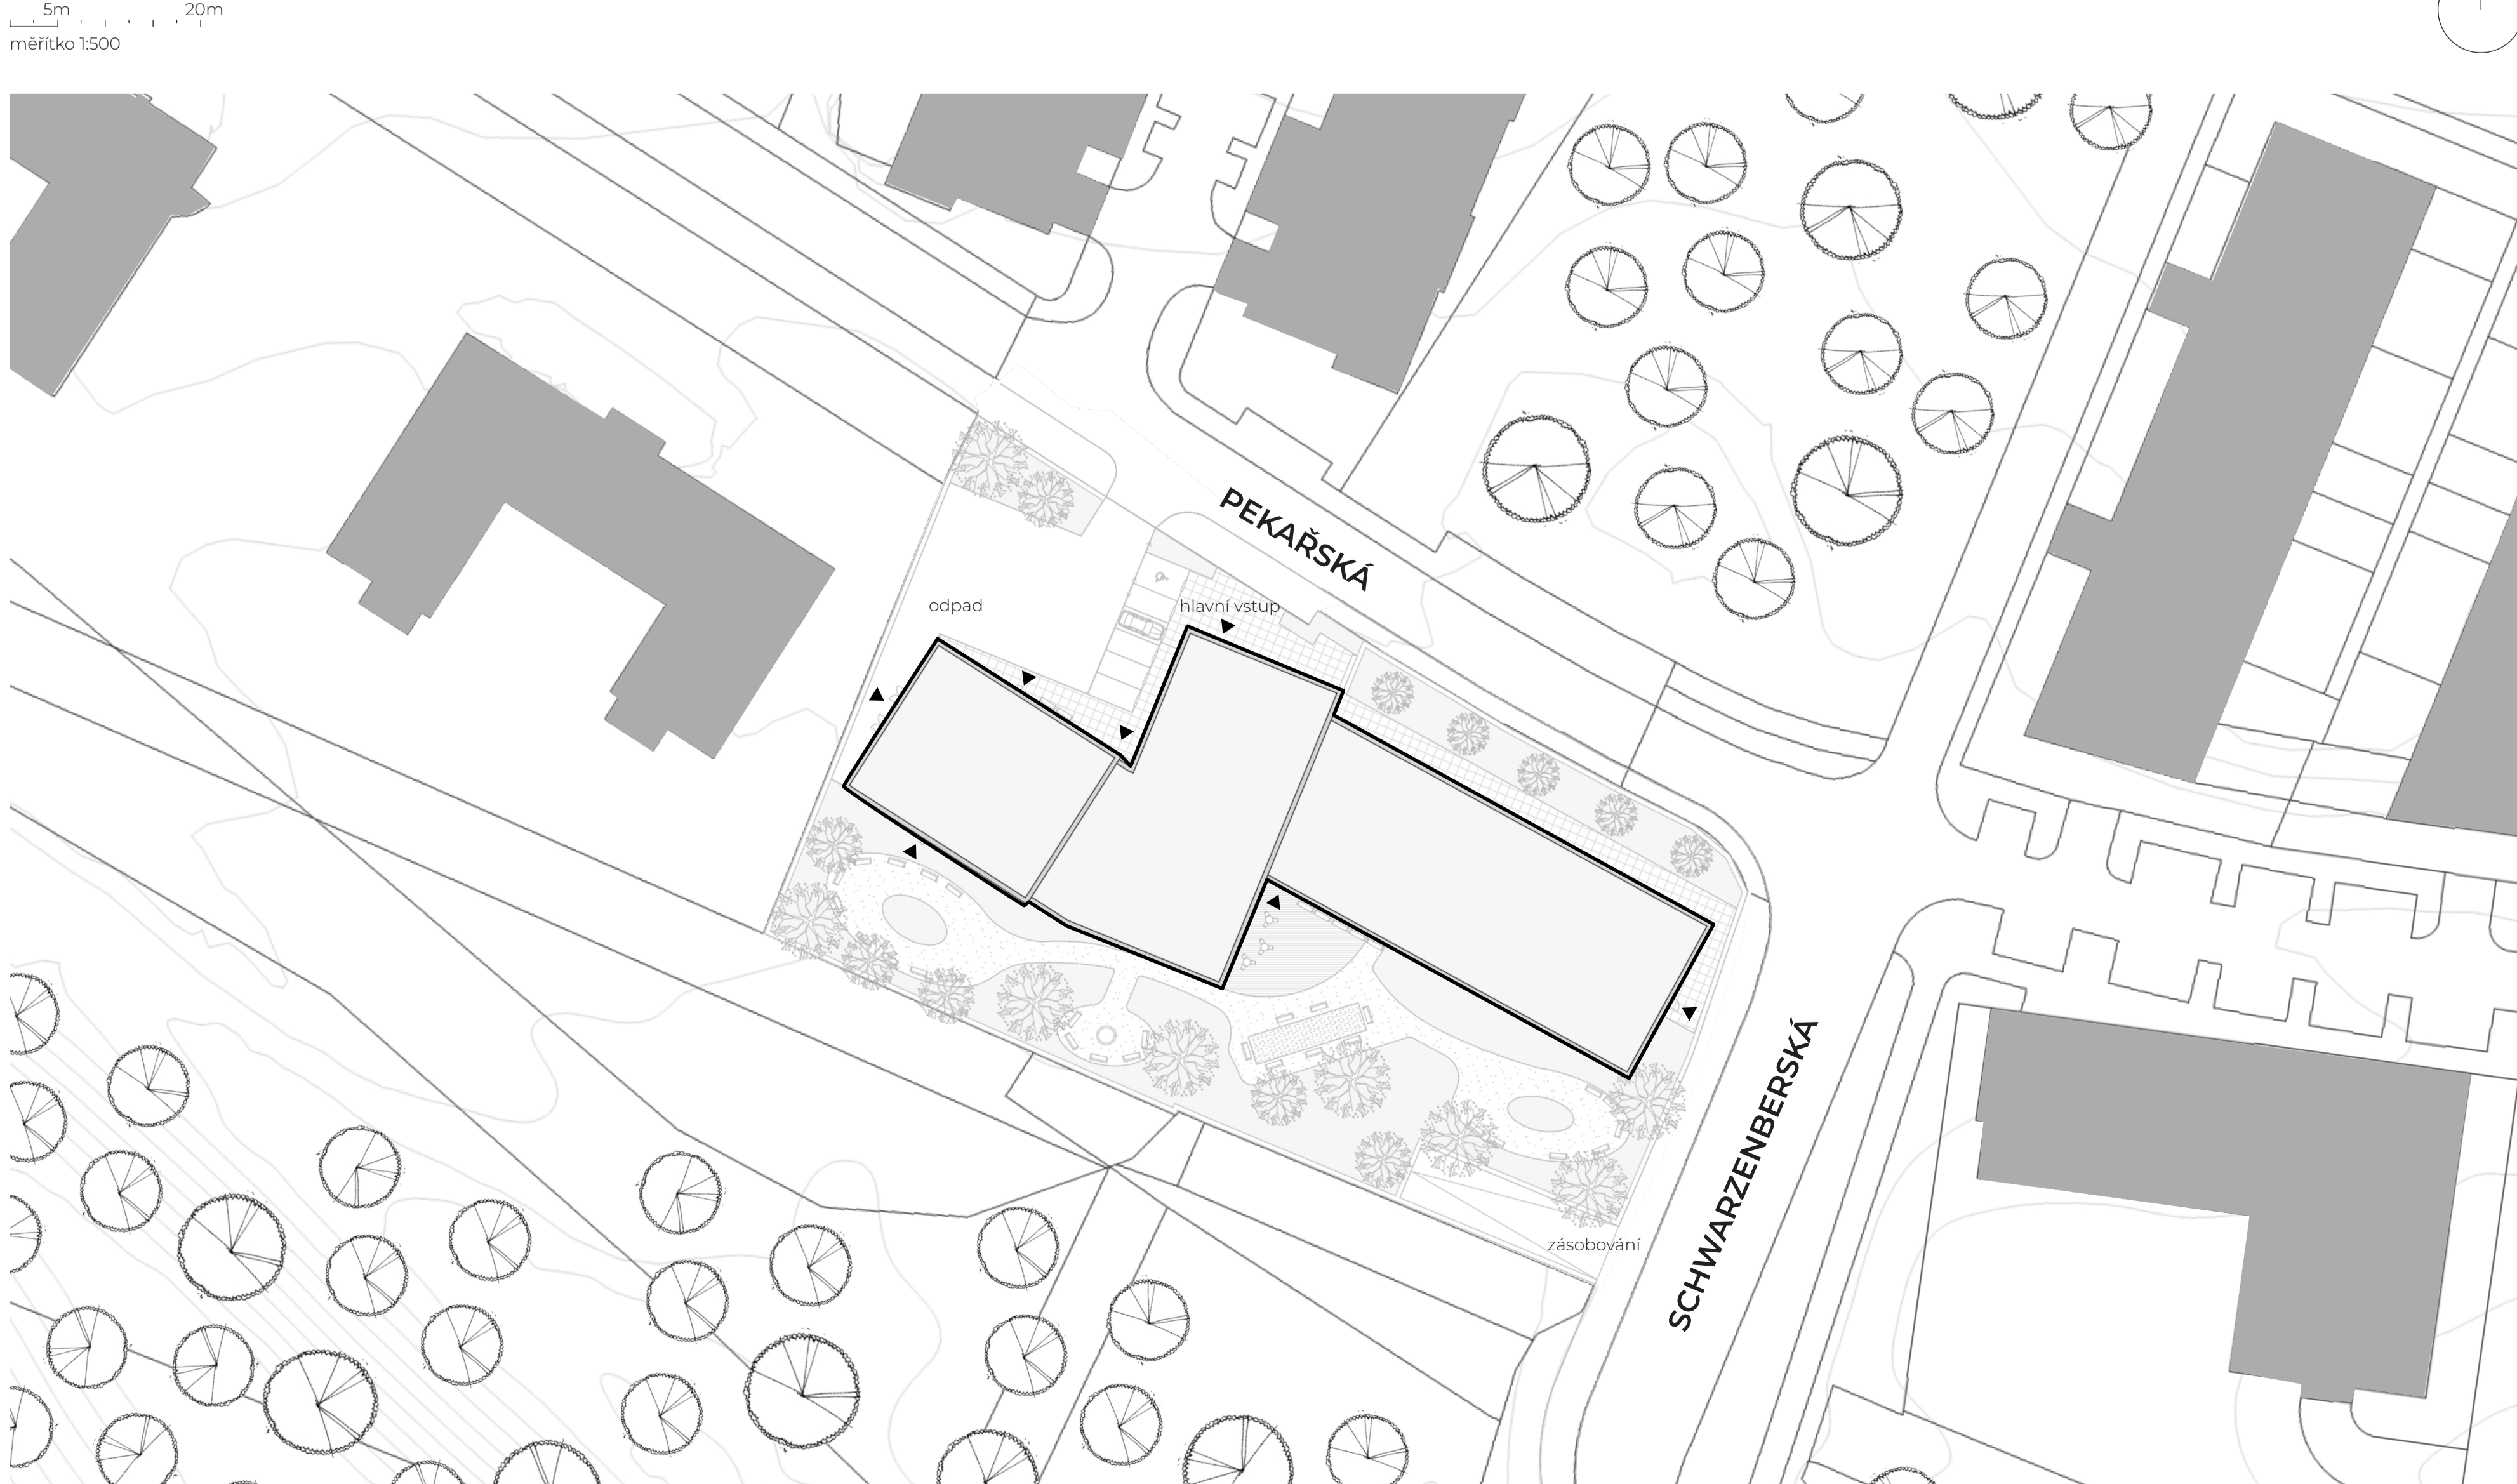 5m 20m
měřítko 1:500
PEKAŘSKÁ
odpad
hlavní vstup
SCHWARZENBERSKÁ
zásobování